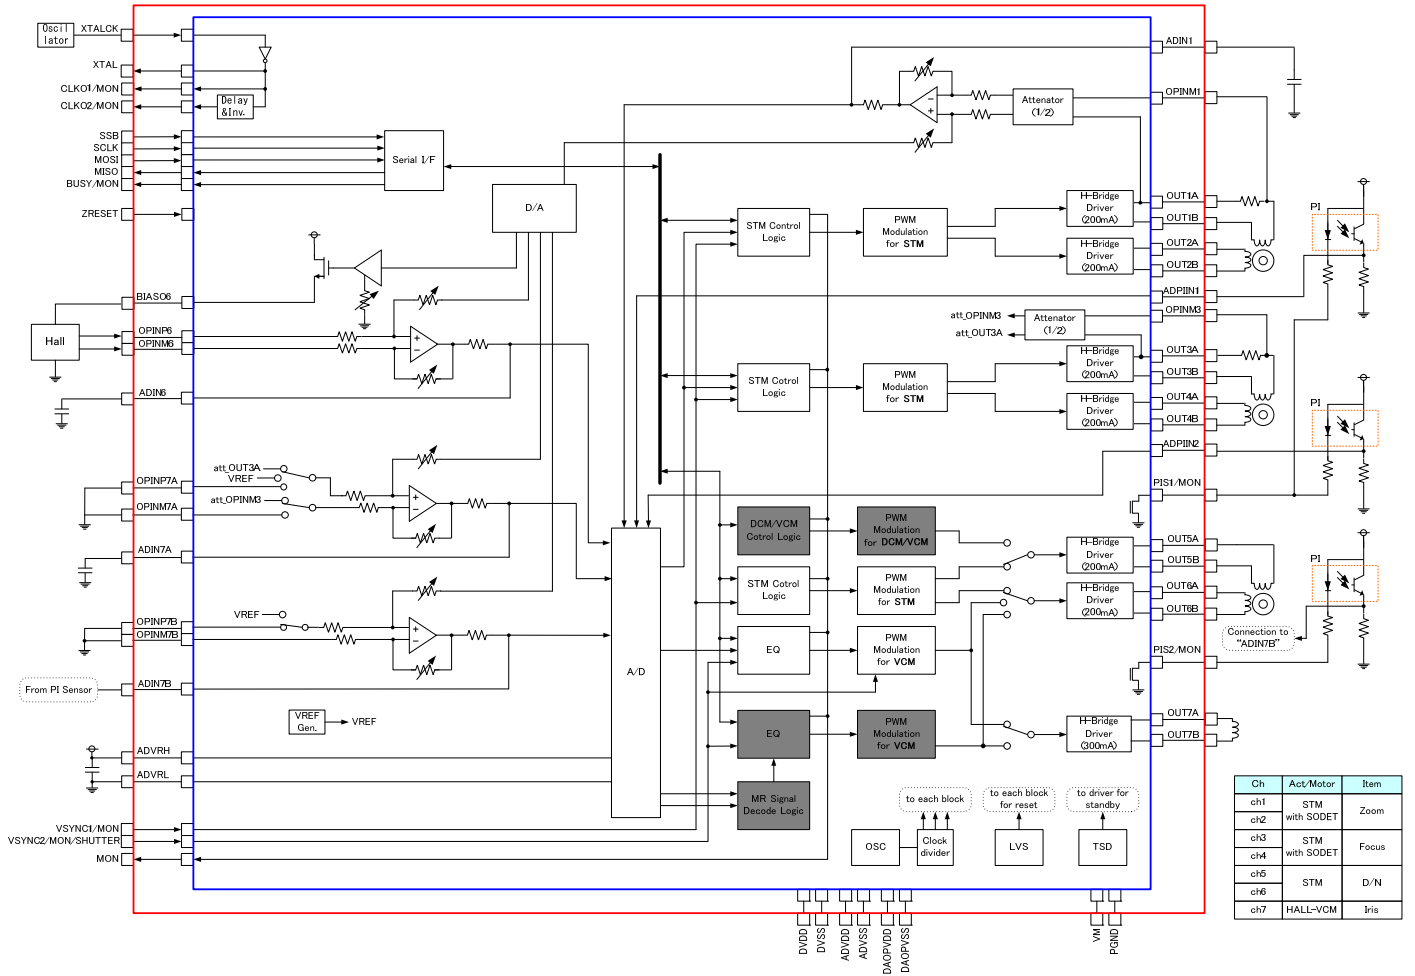 Oscil
lator
XTALCK
XTAL
CLKO1/MON
CLKO2/MON
Delay
&Inv.
SSB
SCLK
MOSI
MISO
BUSY/MON
ZRESET
Serial I/F
D/A
BIASO6
Hall
OPINP6
OPINM6
ADIN6
att_OUT3A
VREF
OPINP7A
att_OPINM3
OPINM7A
ADIN7A
VREF
OPINP7B
OPINM7B
From PI Sensor
ADIN7B
VREF
Gen.
VREF
ADVRH
ADVRL
VSYNC1/MON
VSYNC2/MON/SHUTTER
MON
+
−
+
−
+
−
A/D
−
+
Attenator
(1/2)
STM Control
Logic
PWM
Modulation
for STM
H-Bridge
Driver
(200mA)
H-Bridge
Driver
(200mA)
att_OPINM3
att_OUT3A
Attenator
(1/2)
STM Cotrol
Logic
PWM
Modulation
for STM
H-Bridge
Driver
(200mA)
H-Bridge
Driver
(200mA)
DCM/VCM
Cotrol Logic
PWM
Modulation
for DCM/VCM
STM Cotrol
Logic
PWM
Modulation
for STM
H-Bridge
Driver
(200mA)
H-Bridge
Driver
(200mA)
EQ
PWM
Modulation
for VCM
EQ
PWM
Modulation
for VCM
H-Bridge
Driver
(300mA)
MR Signal
Decode Logic
to each block
to each block
for reset
to driver for
standby
OSC
Clock
divider
LVS
TSD
ADIN1
OPINM1
OUT1A
OUT1B
OUT2A
OUT2B
ADPIIN1
OPINM3
OUT3A
OUT3B
OUT4A
OUT4B
ADPIIN2
PIS1/MON
OUT5A
OUT5B
OUT6A
OUT6B
PIS2/MON
OUT7A
OUT7B
PI
PI
PI
Connection to
“ADIN7B”
DVDD
DVSS
ADVDD
ADVSS
DAOPVDD
DAOPVSS
VM
PGND
Ch Act/Motor Item
ch1
ch2
STM
with SODET
Zoom
ch3
ch4
STM
with SODET
Focus
ch5
ch6
STM
D/N
ch7 HALL-VCM Iris